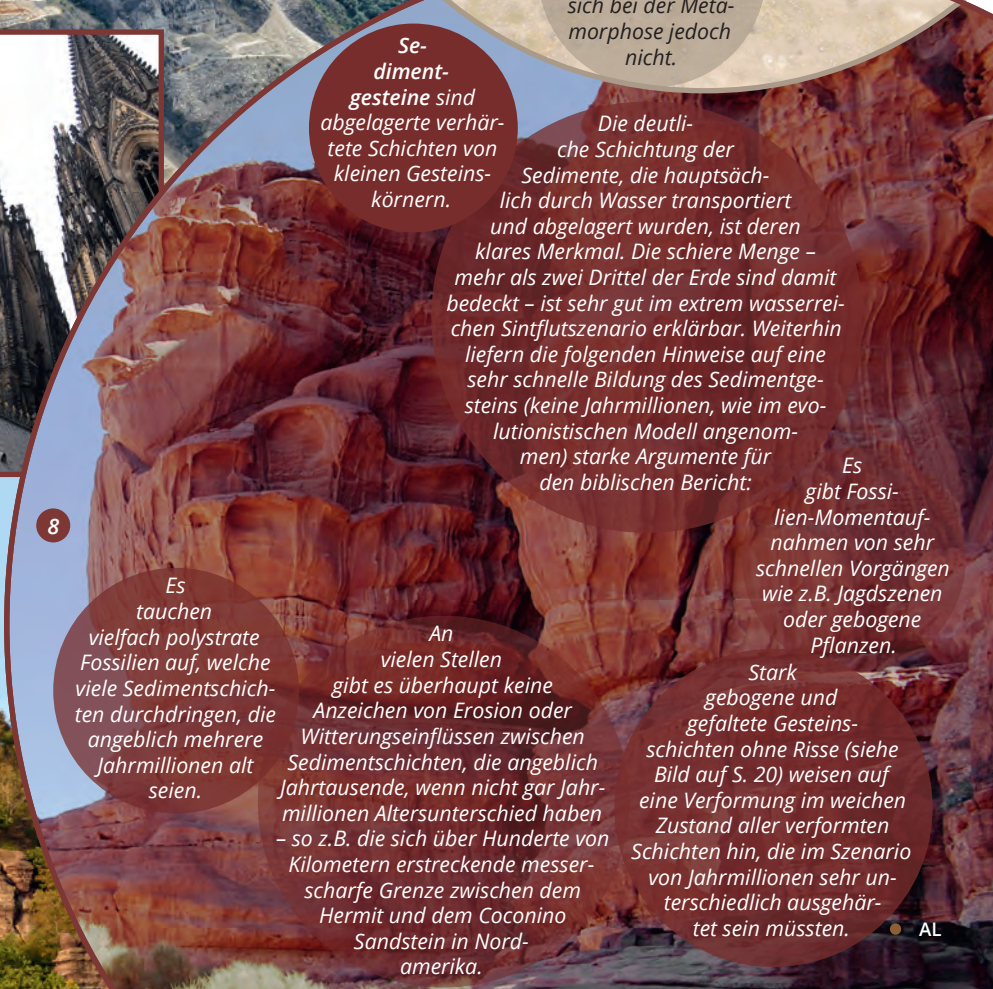 sich bei der Meta-
morphose jedoch
nicht.
Se-
diment-
gesteine sind
abgelagerte verhär-
tete Schichten von
kleinen Gesteins-
körnern.
Die deutli-
che Schichtung der
Sedimente, die hauptsäch-
lich durch Wasser transportiert
und abgelagert wurden, ist deren
klares Merkmal. Die schiere Menge –
mehr als zwei Drittel der Erde sind damit
bedeckt – ist sehr gut im extrem wasserrei-
chen Sintflutszenario erklärbar. Weiterhin
liefern die folgenden Hinweise auf eine
sehr schnelle Bildung des Sedimentge-
steins (keine Jahrmillionen, wie im evo-
lutionistischen Modell angenom-
men) starke Argumente für
den biblischen Bericht:
8
Es
tauchen
vielfach polystrate
Fossilien auf, welche
viele Sedimentschich-
ten durchdringen, die
angeblich mehrere
Jahrmillionen alt
seien.
An
vielen Stellen
gibt es überhaupt keine
Anzeichen von Erosion oder
Witterungseinflüssen zwischen
Sedimentschichten, die angeblich
Jahrtausende, wenn nicht gar Jahr-
millionen Altersunterschied haben
– so z.B. die sich über Hunderte von
Kilometern erstreckende messer-
scharfe Grenze zwischen dem
Hermit und dem Coconino
Sandstein in Nord-
amerika.
Es
gibt Fossi-
lien-Momentauf-
nahmen von sehr
schnellen Vorgängen
wie z.B. Jagdszenen
oder gebogene
Pflanzen.
Stark
gebogene und
gefaltete Gesteins-
schichten ohne Risse (siehe
Bild auf S. 20) weisen auf
eine Verformung im weichen
Zustand aller verformten
Schichten hin, die im Szenario
von Jahrmillionen sehr un-
terschiedlich ausgehär-
tet sein müssten.
AL